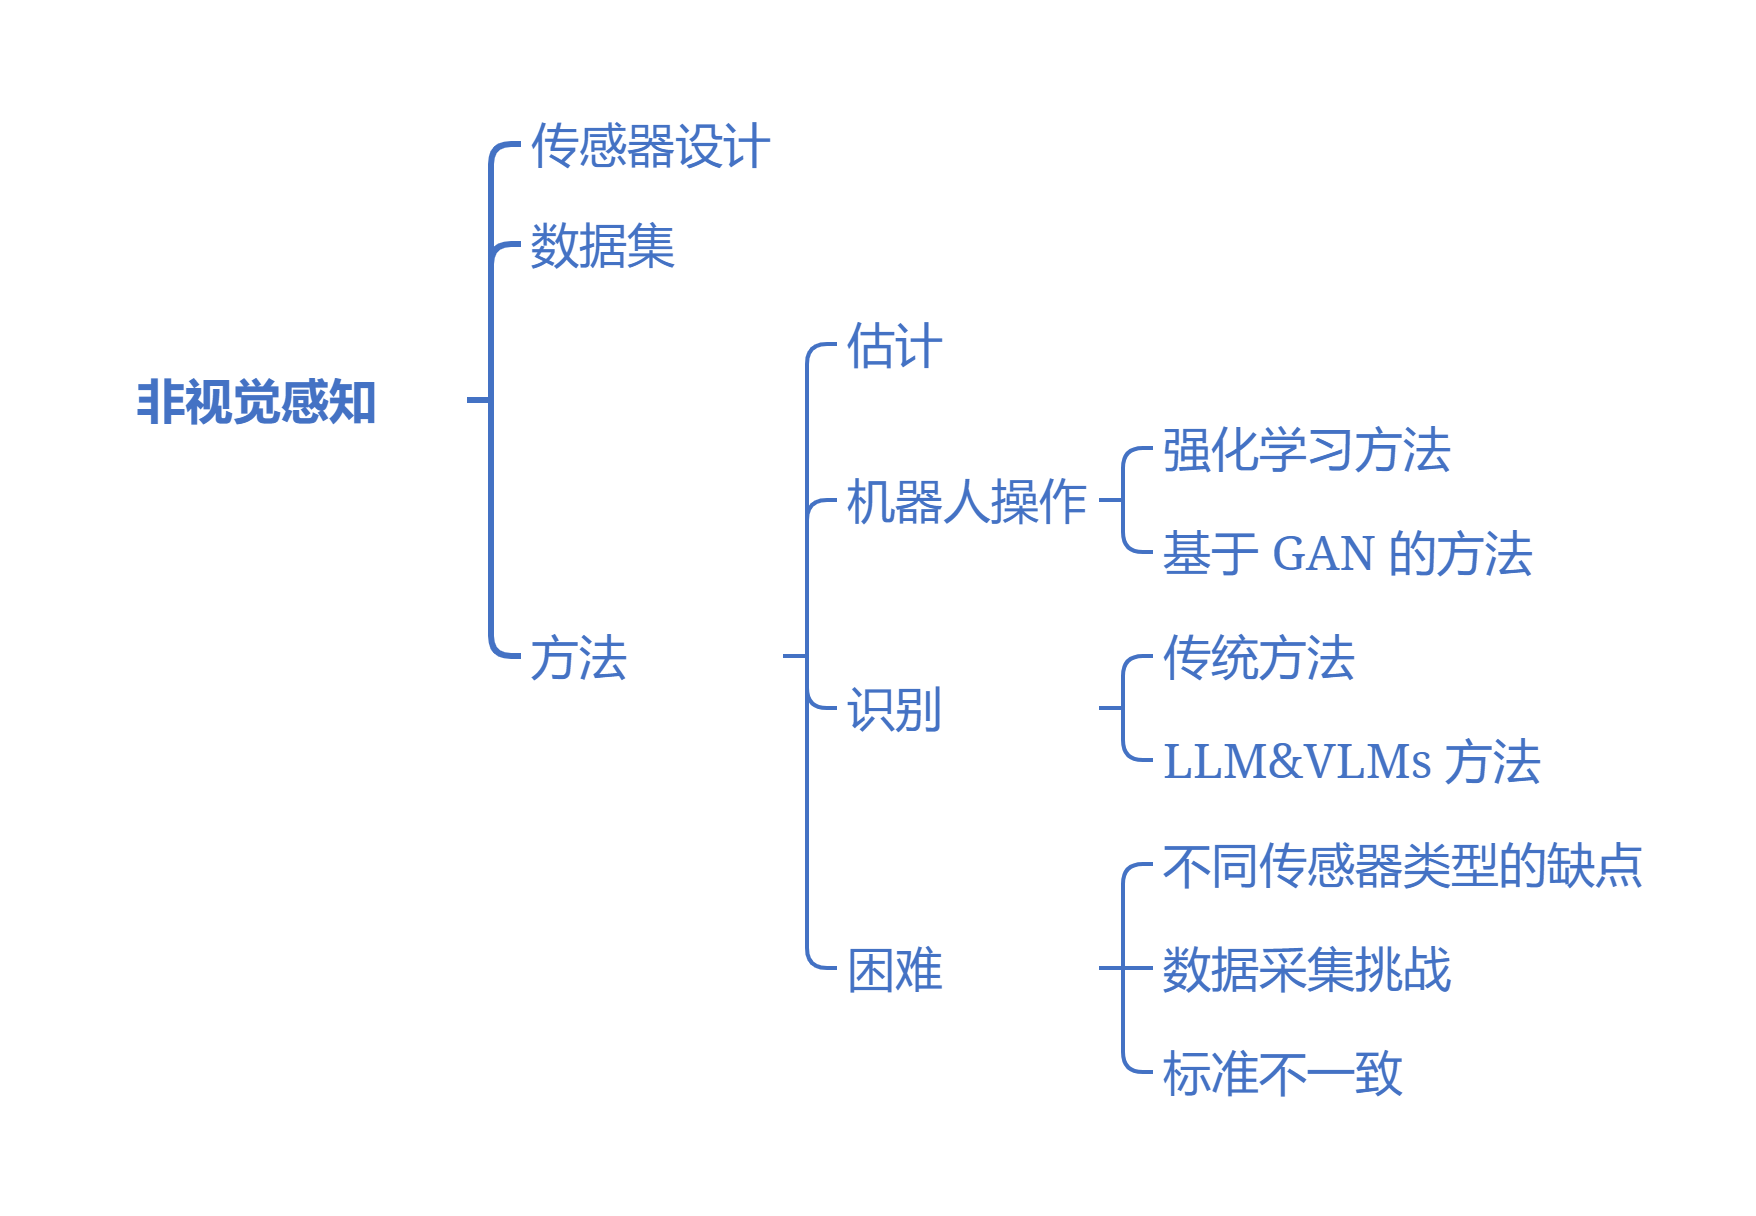 传感器设计
数据集
估计
非视觉感知
强化学习方法
机器人操作
基于 GAN 的方法
方法
传统方法
识别
LLM&VLMs 方法
不同传感器类型的缺点
困难
数据采集挑战
标准不一致